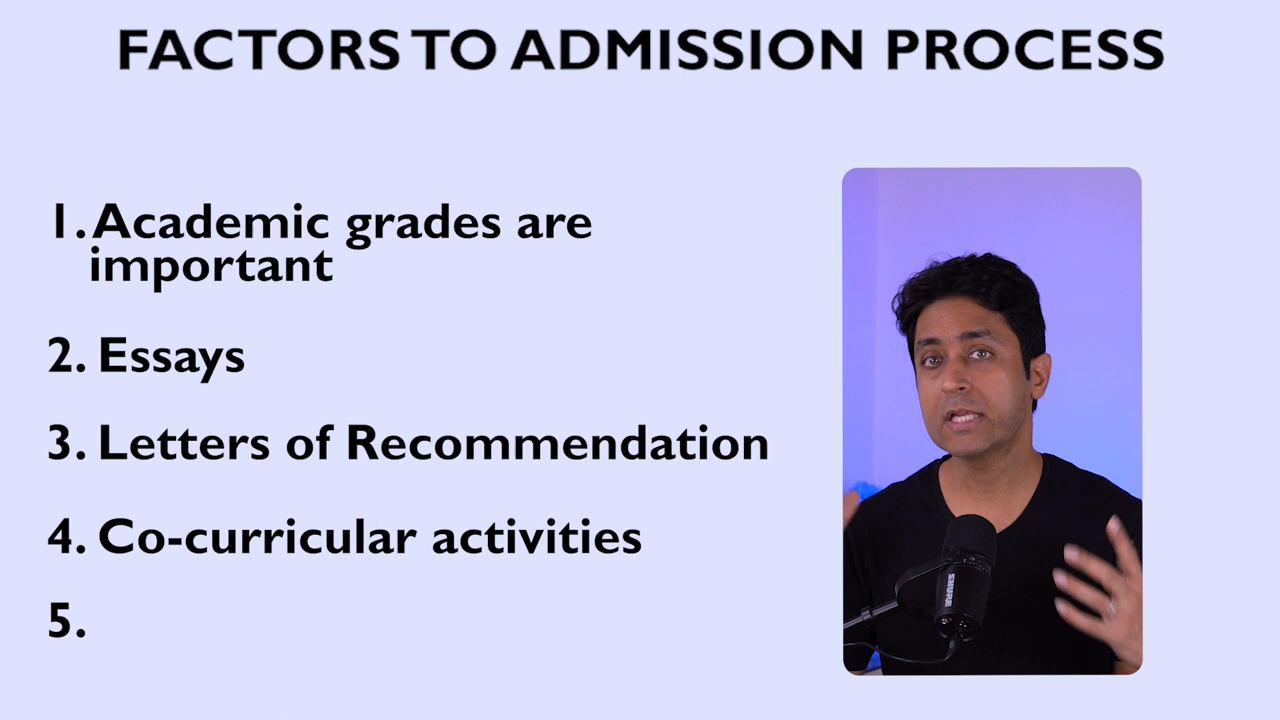 FACTORS TO ADMISSION PROCESS
1. Academic grades are
important
2. Essays
3. Letters of Recommendation
4. Co-curricular activities
5.
SHURE